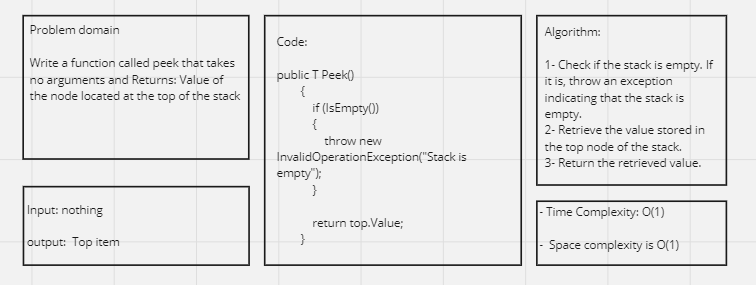 Problem domain
Write a function called peek that takes
no arguments and Returns: Value of
the node located at the top of the stack
Input: nothing
output:  Top item
Code:
public T Peek()
{
if (IsEmpty())
{
throw new
InvalidOperationException("Stack is
empty");
}
return top.Value;
}
Algorithm:
1- Check if the stack is empty. If
it is, throw an exception
indicating that the stack is
empty.
2- Retrieve the value stored in
the top node of the stack.
3- Return the retrieved value.
- Time Complexity: O(1)
-  Space complexity is O(1)